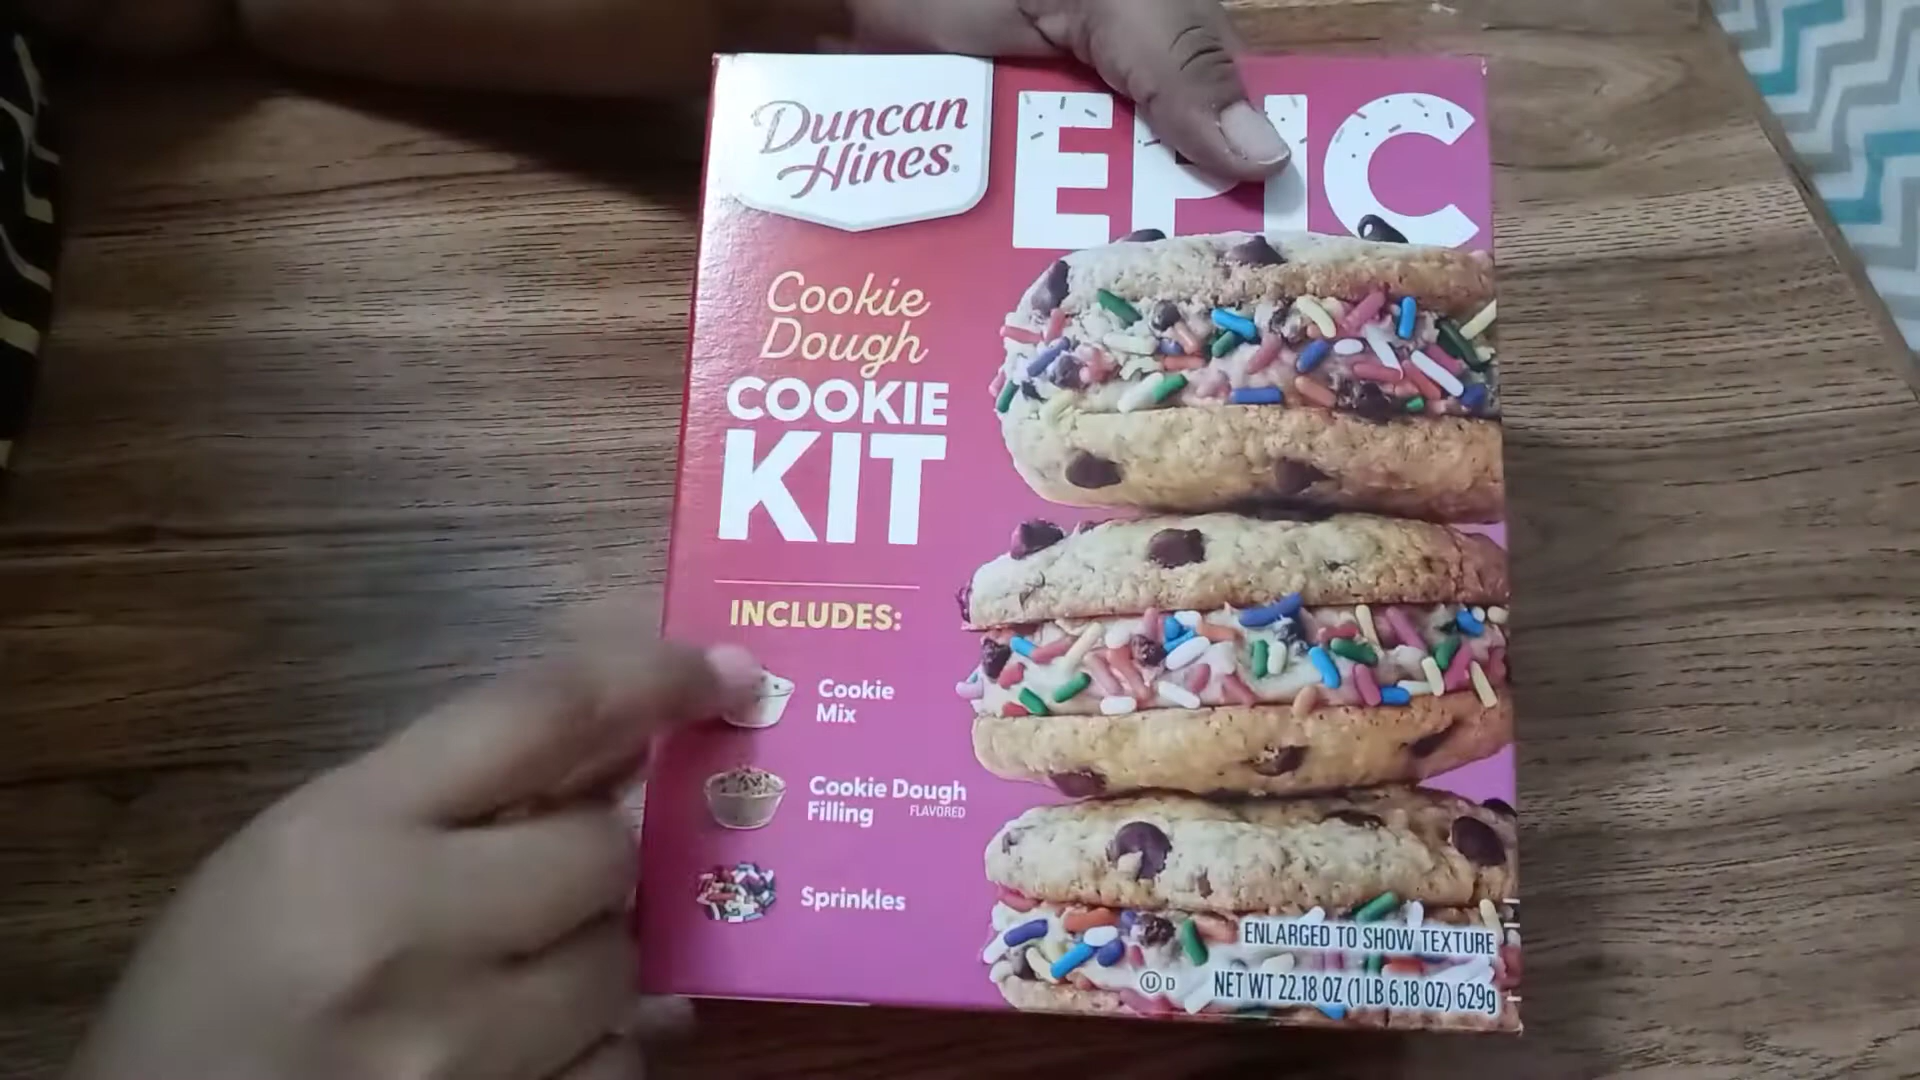 Duncan
Hines®
EPIC
Cookie
Dough
COOKIE
KIT
INCLUDES:
Cookie
Mix
Cookie Dough
Filling FLAVORED
Sprinkles
ENLARGED TO SHOW TEXTURE
U D NET WT 22.18 OZ (1 LB 6.18 OZ) 629g